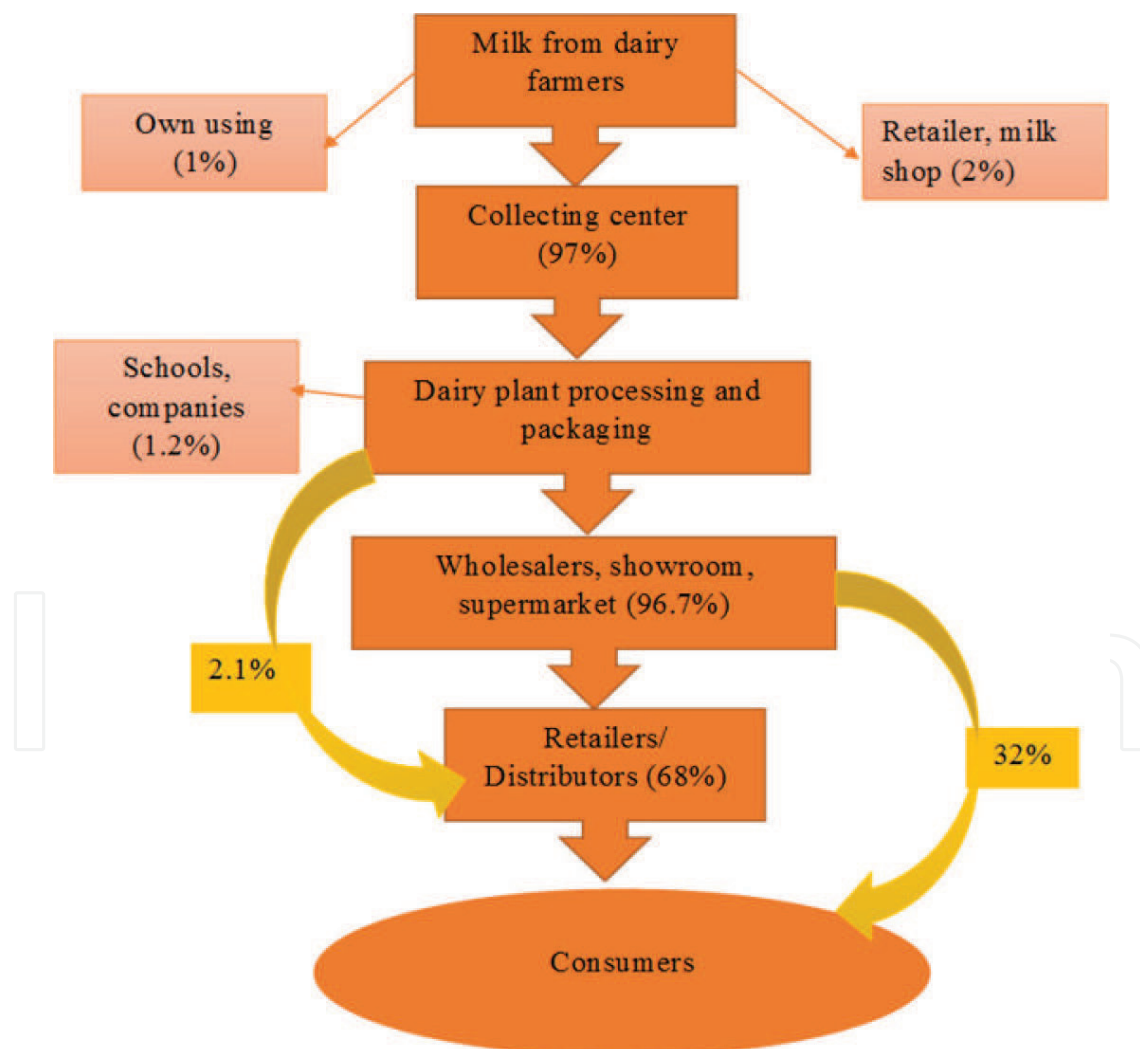 Milk from dairy
farmers
Own using
(1%)
Retailer, milk
shop (2%)
Collecting center
(97%)
Schools,
companies
(1.2%)
Dairy plant processing and
packaging
Wholesalers, showroom,
supermarket (96.7%)
2.1%
Retailers/
Distributors (68%)
32%
Consumers